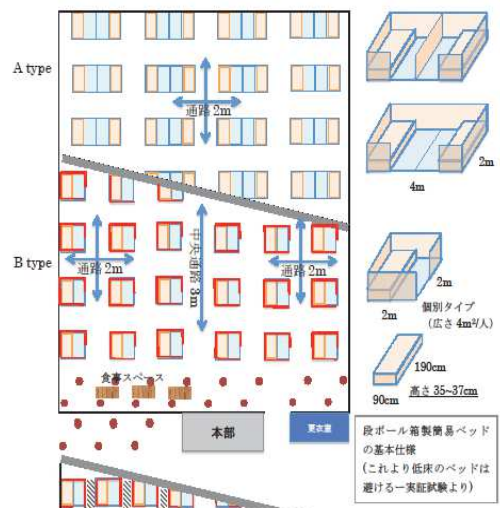 A type
通路 2m
2m
4m
B type
通路 2m
中央通路 3m
通路 2m
2m
2m
個別タイプ
(広さ 4m²/人)
190cm
90cm
高さ 35~37cm
食事スペース
本部
更衣室
段ボール箱製簡易ベッド
の基本仕様
(これより低床のベッドは
避けるー実証試験より)